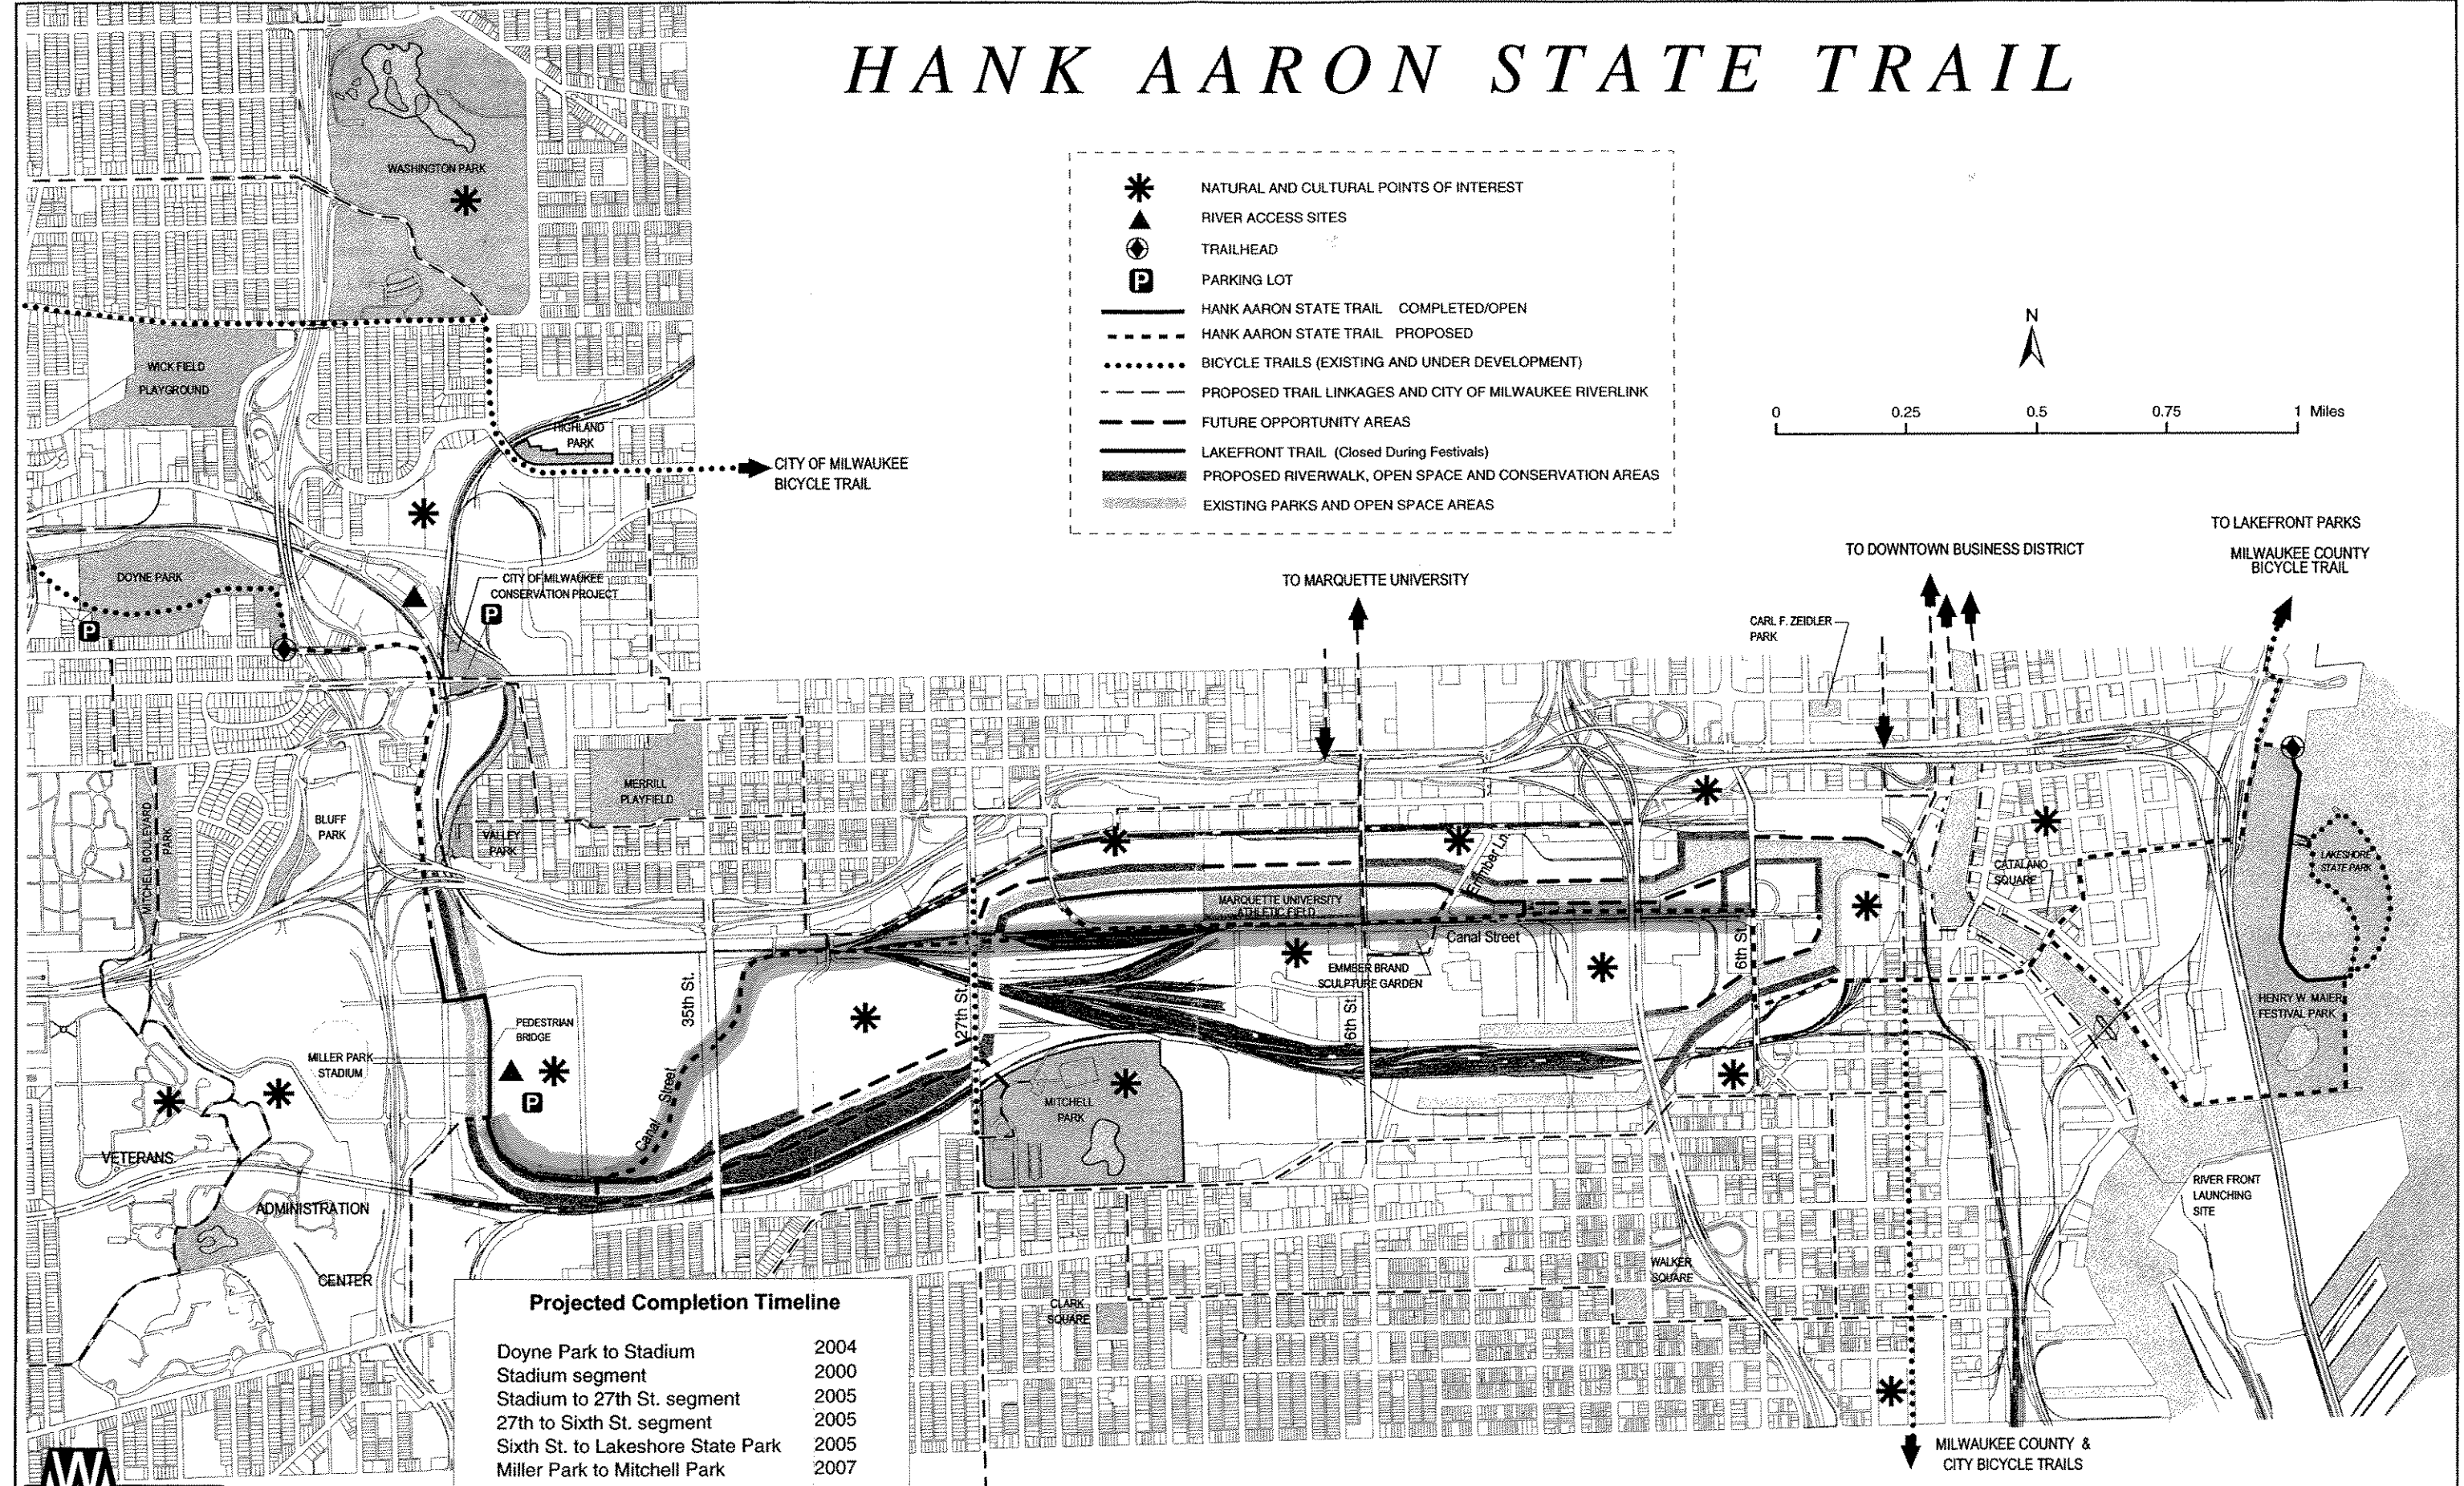 HANK AARON STATE TRAIL
NATURAL AND CULTURAL POINTS OF INTEREST
RIVER ACCESS SITES
TRAILHEAD
P PARKING LOT
HANK AARON STATE TRAIL COMPLETED/OPEN
HANK AARON STATE TRAIL PROPOSED
BICYCLE TRAILS (EXISTING AND UNDER DEVELOPMENT)
PROPOSED TRAIL LINKAGES AND CITY OF MILWAUKEE RIVERLINK
FUTURE OPPORTUNITY AREAS
LAKEFRONT TRAIL (Closed During Festivals)
PROPOSED RIVERWALK, OPEN SPACE AND CONSERVATION AREAS
EXISTING PARKS AND OPEN SPACE AREAS
N
0 0.25 0.5 0.75 1 Miles
WASHINGTON PARK
WICK FIELD
PLAYGROUND
HIGHLAND
PARK
CITY OF MILWAUKEE
BICYCLE TRAIL
DOYNE PARK
CITY OF MILWAUKEE
CONSERVATION PROJECT
P
P
TO MARQUETTE UNIVERSITY
TO DOWNTOWN BUSINESS DISTRICT
TO LAKEFRONT PARKS
MILWAUKEE COUNTY
BICYCLE TRAIL
CARL F. ZEIDLER
PARK
MERRILL
PLAYFIELD
MITCHELL BOULEVARD
PARK
BLUFF
PARK
VALLEY
PARK
Emmber Ln.
CATALANO
SQUARE
LAKESHORE
STATE PARK
MARQUETTE UNIVERSITY
ATHLETIC FIELD
Canal Street
EMMBER BRAND
SCULPTURE GARDEN
6th St.
35th St.
27th St.
16th St.
HENRY W. MAIER
FESTIVAL PARK
PEDESTRIAN
BRIDGE
MILLER PARK
STADIUM
P
Canal Street
MITCHELL
PARK
VETERANS
ADMINISTRATION
CENTER
RIVER FRONT
LAUNCHING
SITE
WALKER
SQUARE
CLARK
SQUARE
Projected Completion Timeline
Doyne Park to Stadium 2004
Stadium segment 2000
Stadium to 27th St. segment 2005
27th to Sixth St. segment 2005
Sixth St. to Lakeshore State Park 2005
Miller Park to Mitchell Park 2007
MILWAUKEE COUNTY &
CITY BICYCLE TRAILS
W